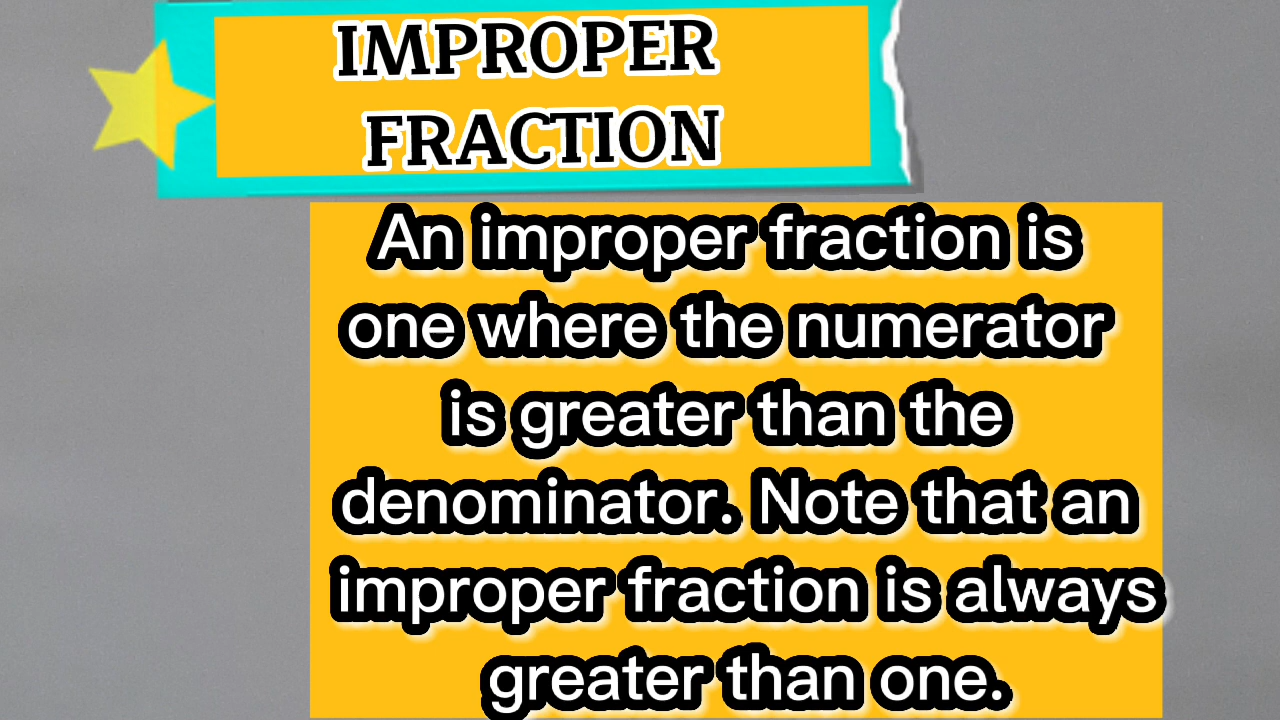 IMPROPER
FRACTION
An improper fraction is
one where the numerator
is greater than the
denominator. Note that an
improper fraction is always
greater than one.